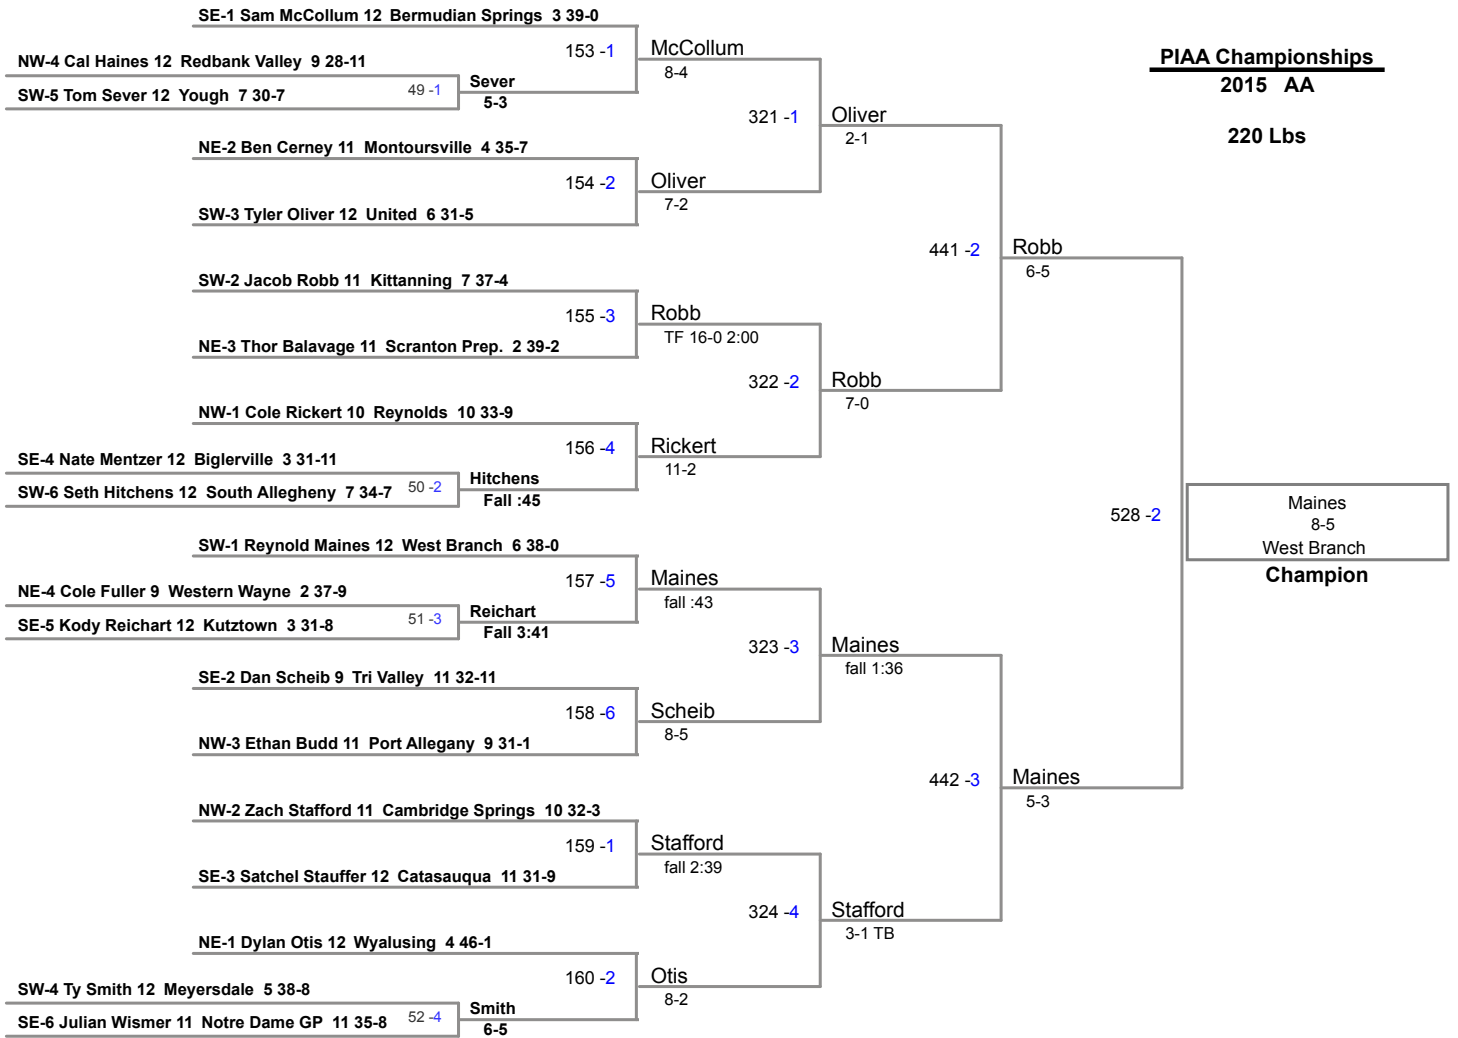 SE-1 Sam McCollum 12 Bermudian Springs 3 39-0
153 -1
McCollum
8-4
PIAA Championships
2015 AA
220 Lbs
NW-4 Cal Haines 12 Redbank Valley 9 28-11
49 -1
Sever
5-3
SW-5 Tom Sever 12 Yough 7 30-7
321 -1
Oliver
2-1
NE-2 Ben Cerney 11 Montoursville 4 35-7
154 -2
Oliver
7-2
SW-3 Tyler Oliver 12 United 6 31-5
441 -2
Robb
6-5
SW-2 Jacob Robb 11 Kittanning 7 37-4
155 -3
Robb
TF 16-0 2:00
NE-3 Thor Balavage 11 Scranton Prep. 2 39-2
322 -2
Robb
7-0
NW-1 Cole Rickert 10 Reynolds 10 33-9
156 -4
Rickert
11-2
SE-4 Nate Mentzer 12 Biglerville 3 31-11
50 -2
Hitchens
Fall :45
SW-6 Seth Hitchens 12 South Allegheny 7 34-7
528 -2
Maines
8-5
West Branch
Champion
SW-1 Reynold Maines 12 West Branch 6 38-0
157 -5
Maines
fall :43
NE-4 Cole Fuller 9 Western Wayne 2 37-9
51 -3
Reichart
Fall 3:41
SE-5 Kody Reichart 12 Kutztown 3 31-8
323 -3
Maines
fall 1:36
SE-2 Dan Scheib 9 Tri Valley 11 32-11
158 -6
Scheib
8-5
NW-3 Ethan Budd 11 Port Allegany 9 31-1
442 -3
Maines
5-3
NW-2 Zach Stafford 11 Cambridge Springs 10 32-3
159 -1
Stafford
fall 2:39
SE-3 Satchel Stauffer 12 Catasauqua 11 31-9
324 -4
Stafford
3-1 TB
NE-1 Dylan Otis 12 Wyalusing 4 46-1
160 -2
Otis
8-2
SW-4 Ty Smith 12 Meyersdale 5 38-8
52 -4
Smith
6-5
SE-6 Julian Wismer 11 Notre Dame GP 11 35-8